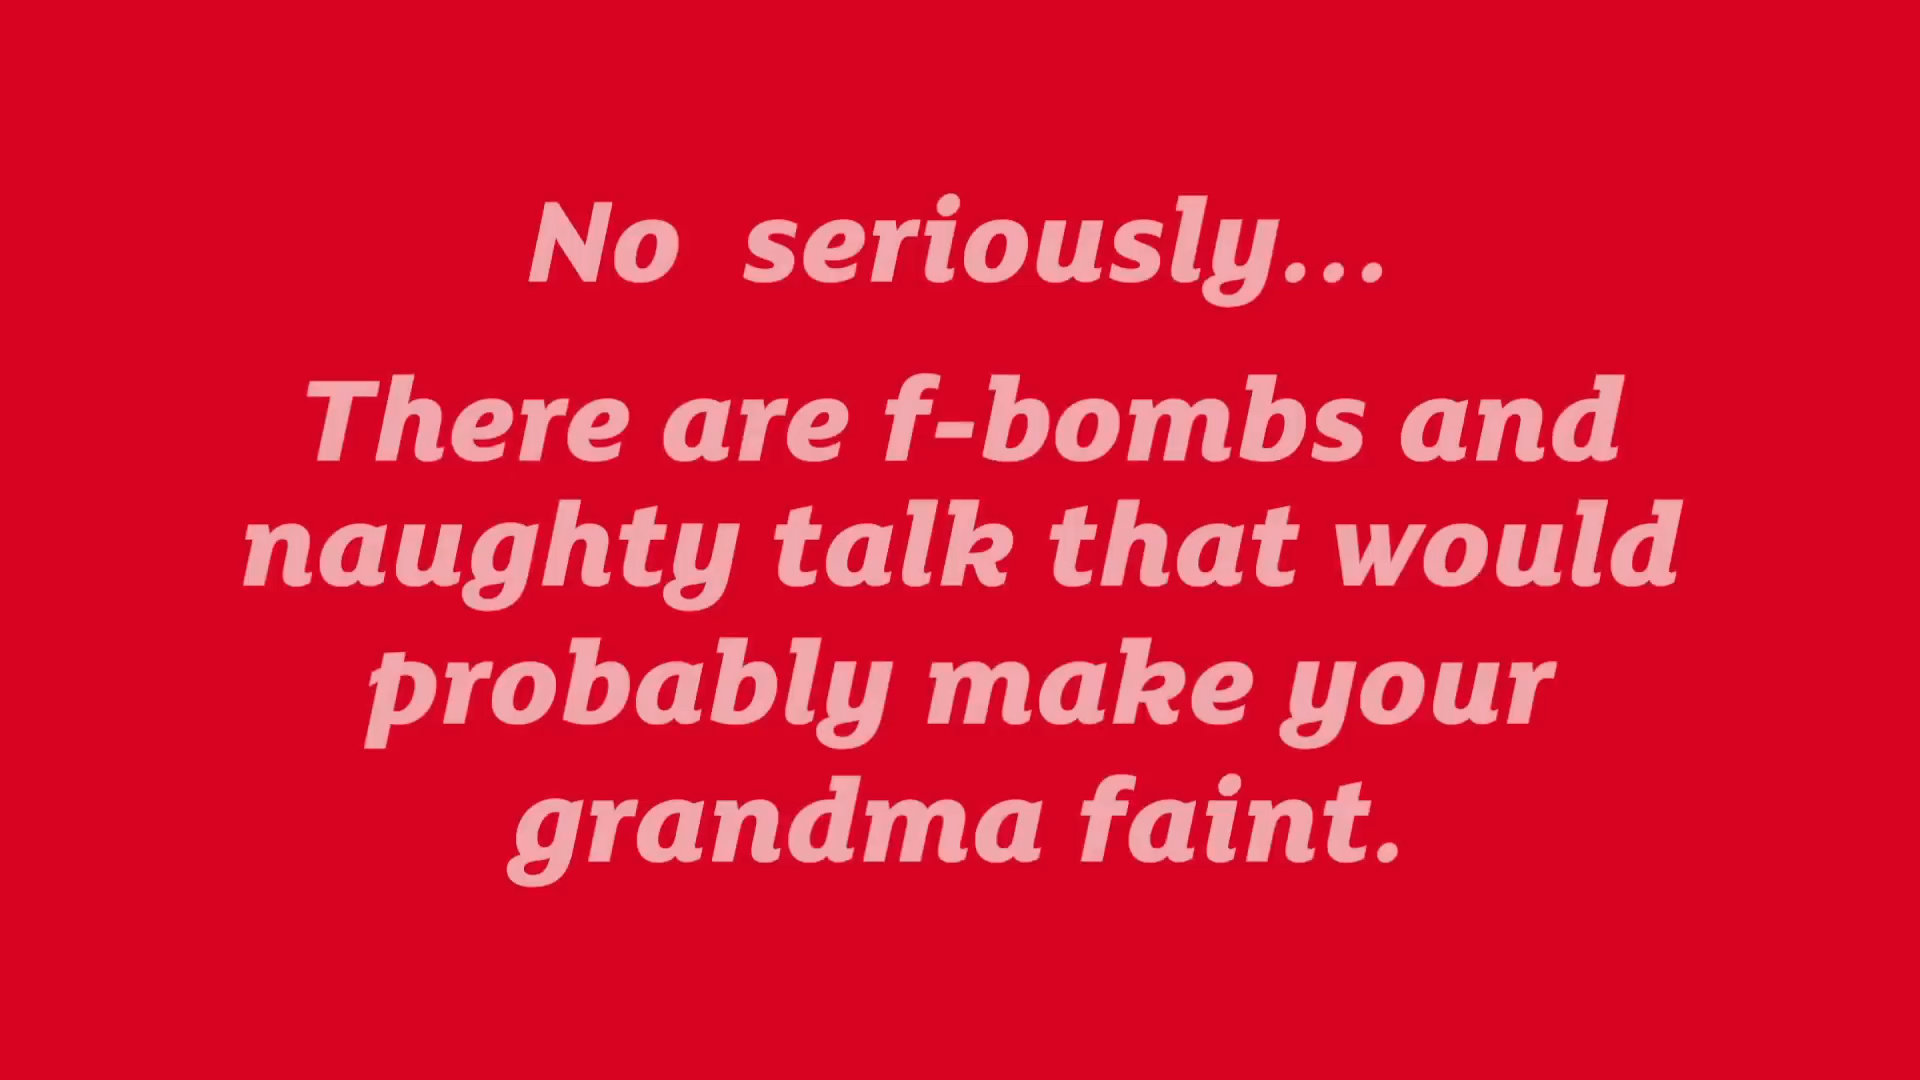 No seriously...
There are f-bombs and
naughty talk that would
probably make your
grandma faint.